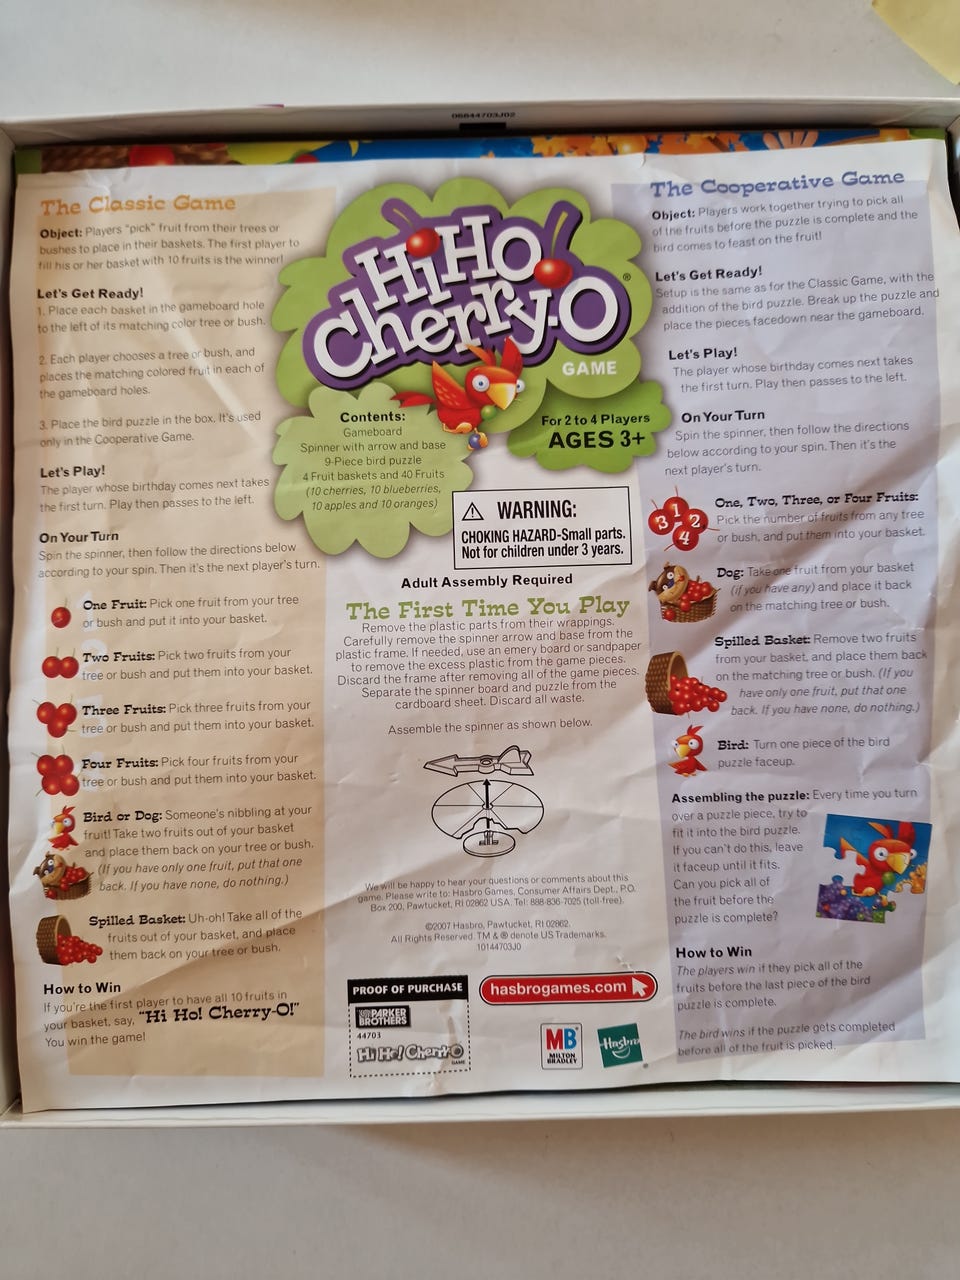 06844703J02
The Classic Game
Object: Players "pick" fruit from their trees or
bushes to place in their baskets. The first player to
fill his or her basket with 10 fruits is the winner!
Let's Get Ready!
1. Place each basket in the gameboard hole
to the left of its matching color tree or bush.
2. Each player chooses a tree or bush, and
places the matching colored fruit in each of
the gameboard holes.
3. Place the bird puzzle in the box. It's used
only in the Cooperative Game.
Let's Play!
The player whose birthday comes next takes
the first turn. Play then passes to the left.
On Your Turn
Spin the spinner, then follow the directions below
according to your spin. Then it's the next player's turn.
One Fruit: Pick one fruit from your tree
or bush and put it into your basket.
Two Fruits: Pick two fruits from your
tree or bush and put them into your basket.
Three Fruits: Pick three fruits from your
tree or bush and put them into your basket.
Four Fruits: Pick four fruits from your
tree or bush and put them into your basket.
Bird or Dog: Someone's nibbling at your
fruit! Take two fruits out of your basket
and place them back on your tree or bush.
(If you have only one fruit, put that one
back. If you have none, do nothing.)
Spilled Basket: Uh-oh! Take all of the
fruits out of your basket, and place
them back on your tree or bush.
How to Win
If you're the first player to have all 10 fruits in
your basket, say, "Hi Ho! Cherry-O!"
You win the game!
HiHo!
Cherry-O®
GAME
Contents:
Gameboard
Spinner with arrow and base
9-Piece bird puzzle
4 Fruit baskets and 40 Fruits
(10 cherries, 10 blueberries,
10 apples and 10 oranges)
For 2 to 4 Players
AGES 3+
WARNING:
CHOKING HAZARD-Small parts.
Not for children under 3 years.
Adult Assembly Required
The First Time You Play
Remove the plastic parts from their wrappings.
Carefully remove the spinner arrow and base from the
plastic frame. If needed, use an emery board or sandpaper
to remove the excess plastic from the game pieces.
Discard the frame after removing all of the game pieces.
Separate the spinner board and puzzle from the
cardboard sheet. Discard all waste.
Assemble the spinner as shown below.
We will be happy to hear your questions or comments about this
game. Please write to: Hasbro Games, Consumer Affairs Dept., P.O.
Box 200, Pawtucket, RI 02862 USA. Tel: 888-836-7025 (toll-free).
©2007 Hasbro, Pawtucket, RI 02862.
All Rights Reserved. TM & ® denote US Trademarks.
10144703J0
PROOF OF PURCHASE
PARKER
BROTHERS
44703
Hi Ho! Cherry-O
GAME
hasbrogames.com
MB
MILTON
BRADLEY
Hasbro
The Cooperative Game
Object: Players work together trying to pick all
of the fruits before the puzzle is complete and the
bird comes to feast on the fruit!
Let's Get Ready!
Setup is the same as for the Classic Game, with the
addition of the bird puzzle. Break up the puzzle and
place the pieces facedown near the gameboard.
Let's Play!
The player whose birthday comes next takes
the first turn. Play then passes to the left.
On Your Turn
Spin the spinner, then follow the directions
below according to your spin. Then it's the
next player's turn.
1
3 2
4
One, Two, Three, or Four Fruits:
Pick the number of fruits from any tree
or bush, and put them into your basket.
Dog: Take one fruit from your basket
(if you have any) and place it back
on the matching tree or bush.
Spilled Basket: Remove two fruits
from your basket, and place them back
on the matching tree or bush. (If you
have only one fruit, put that one
back. If you have none, do nothing.)
Bird: Turn one piece of the bird
puzzle faceup.
Assembling the puzzle: Every time you turn
over a puzzle piece, try to
fit it into the bird puzzle.
If you can't do this, leave
it faceup until it fits.
Can you pick all of
the fruit before the
puzzle is complete?
How to Win
The players win if they pick all of the
fruits before the last piece of the bird
puzzle is complete.
The bird wins if the puzzle gets completed
before all of the fruit is picked.